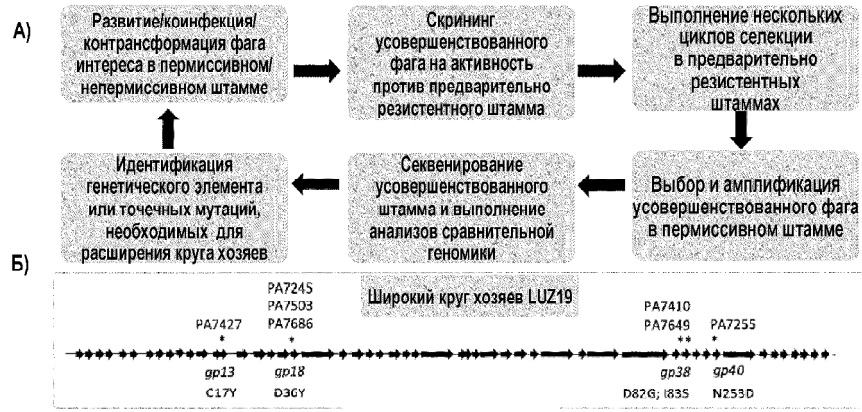 А)
Развитие/коинфекция/
контрансформация фага
интереса в пермиссивном/
непермиссивном штамме
Скрининг
усовершенствованного
фага на активность
против предварительно
резистентного штамма
Выполнение нескольких
циклов селекции
в предварительно
резистентных
штаммах
Идентификация
генетического элемента
или точечных мутаций,
необходимых для
расширения круга хозяев
Секвенирование
усовершенствованного
штамма и выполнение
анализов сравнительной
геномики
Выбор и амплификация
усовершенствованного фага
в пермиссивном штамме
Б)
Широкий круг хозяев LUZ19
PA7245
PA7503
PA7427 PA7686
* *
PA7410
PA7649 PA7255
** *
gp13 gp18 gp38 gp40
C17Y D36Y D82G; I83S N253D